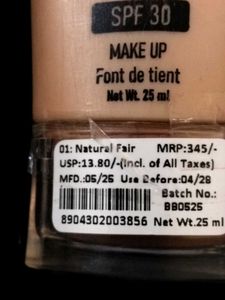 SPF 30
MAKE UP
Font de tient
Net Wt. 25 ml
01: Natural Fair MRP:345/-
USP:13.80/-(Incl. of All Taxes)
MFD.:05/25 Use Before:04/28
Batch No.:
BB0525
8904302003856 Net Wt.25 ml